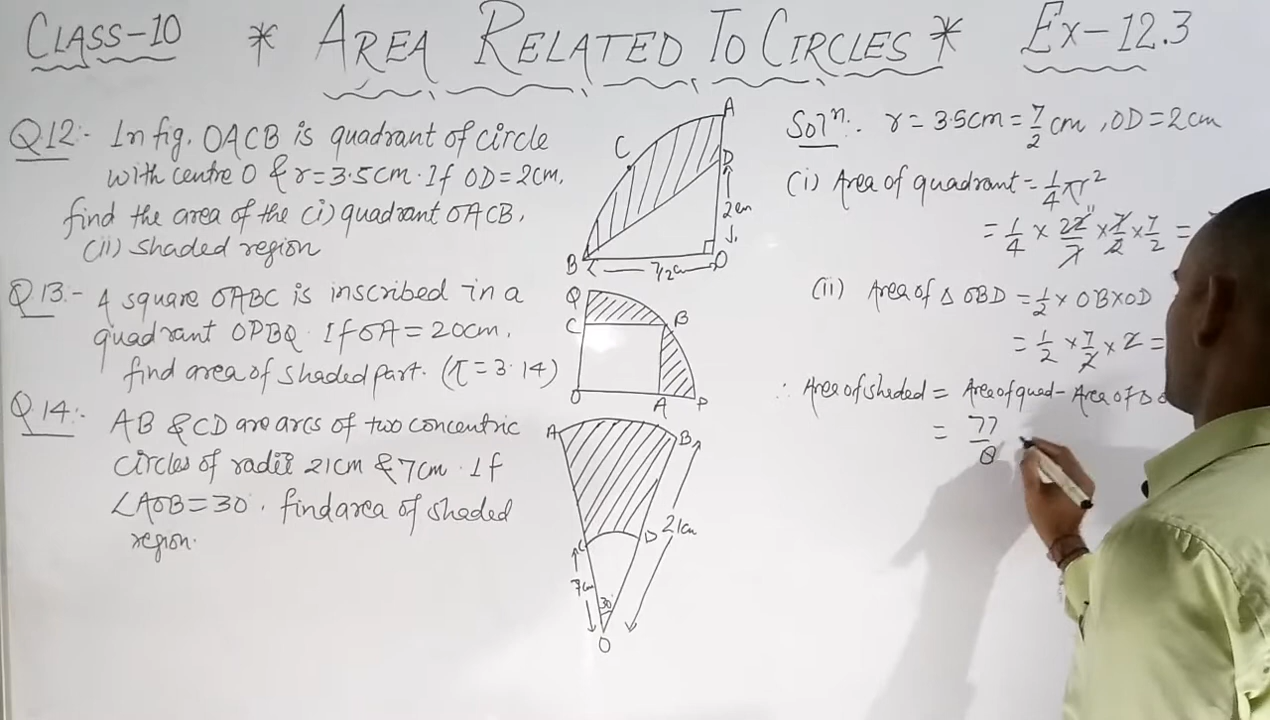 CLASS-10 * AREA RELATED TO CIRCLES * Ex-12.3
Q12:- In fig. OACB is quadrant of circle
with centre O & r=3.5cm. If OD=2cm,
find the area of the (i) quadrant OACB,
(ii) shaded region
A
C
D
2cm
B
7/2cm
O
Q.13:- A square OABC is inscribed in a
quadrant OPBQ. If OA=20cm,
find area of shaded part. (π=3.14)
Q
C
B
O
A
P
Q.14:- AB & CD are arcs of two concentric
circles of radii 21cm & 7cm. If
∠AOB=30°, find area of shaded
region.
A
B
C
D
21cm
7cm
30°
O
Solⁿ:- r = 3.5cm = 7/2 cm, OD = 2cm
(i) Area of quadrant = 1/4 πr²
= 1/4 × 22/7 × 7/2 × 7/2 =
(ii) Area of △OBD = 1/2 × OB×OD
= 1/2 × 7/2 × 2 =
∴ Area of shaded = Area of quad - Area of △
= 77/8